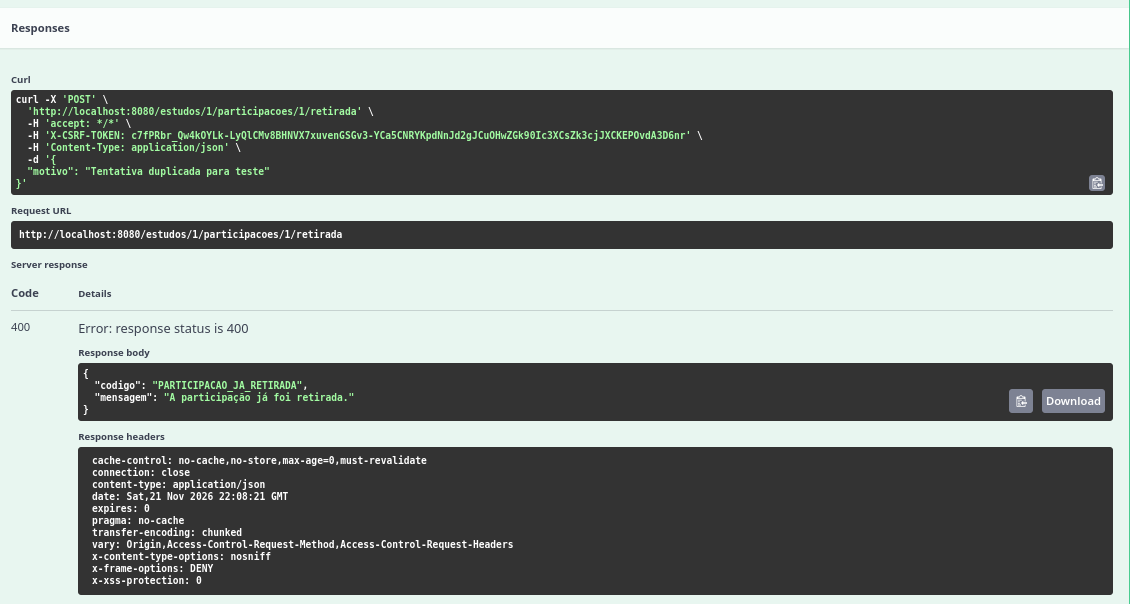 Responses
Curl
curl -X 'POST' \
'http://localhost:8080/estudos/1/participacoes/1/retirada' \
-H 'accept: */*' \
-H 'X-CSRF-TOKEN: c7fPRbr_Qw4kOYLk-LyQlCMv8BHNVX7xuvenGSGv3-YCa5CNRYKpdNnJd2gJCuOHwZGk90Ic3XCsZk3cjJXCKEPOvdA3D6nr' \
-H 'Content-Type: application/json' \
-d '{
"motivo": "Tentativa duplicada para teste"
}'
Request URL
http://localhost:8080/estudos/1/participacoes/1/retirada
Server response
Code Details
400 Error: response status is 400
Response body
{
"codigo": "PARTICIPACAO_JA_RETIRADA",
"mensagem": "A participação já foi retirada."
}
Download
Response headers
cache-control: no-cache,no-store,max-age=0,must-revalidate
connection: close
content-type: application/json
date: Sat,21 Nov 2026 22:08:21 GMT
expires: 0
pragma: no-cache
transfer-encoding: chunked
vary: Origin,Access-Control-Request-Method,Access-Control-Request-Headers
x-content-type-options: nosniff
x-frame-options: DENY
x-xss-protection: 0